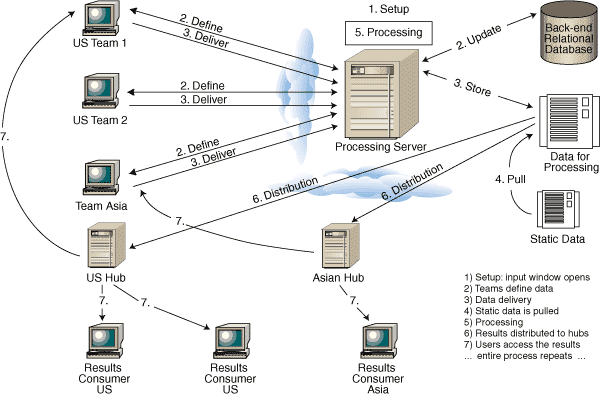 1. Setup
5. Processing
2. Define
3. Deliver
US Team 1
2. Update
Back-end
Relational
Database
3. Store
2. Define
3. Deliver
US Team 2
7.
Processing Server
2. Define
3. Deliver
Team Asia
Data for
Processing
4. Pull
6. Distribution
6. Distribution
7.
Static Data
US Hub
Asian Hub
7.
7.
7.
Results
Consumer
US
Results
Consumer
US
Results
Consumer
Asia
1) Setup: input window opens
2) Teams define data
3) Data delivery
4) Static data is pulled
5) Processing
6) Results distributed to hubs
7) Users access the results
... entire process repeats ...